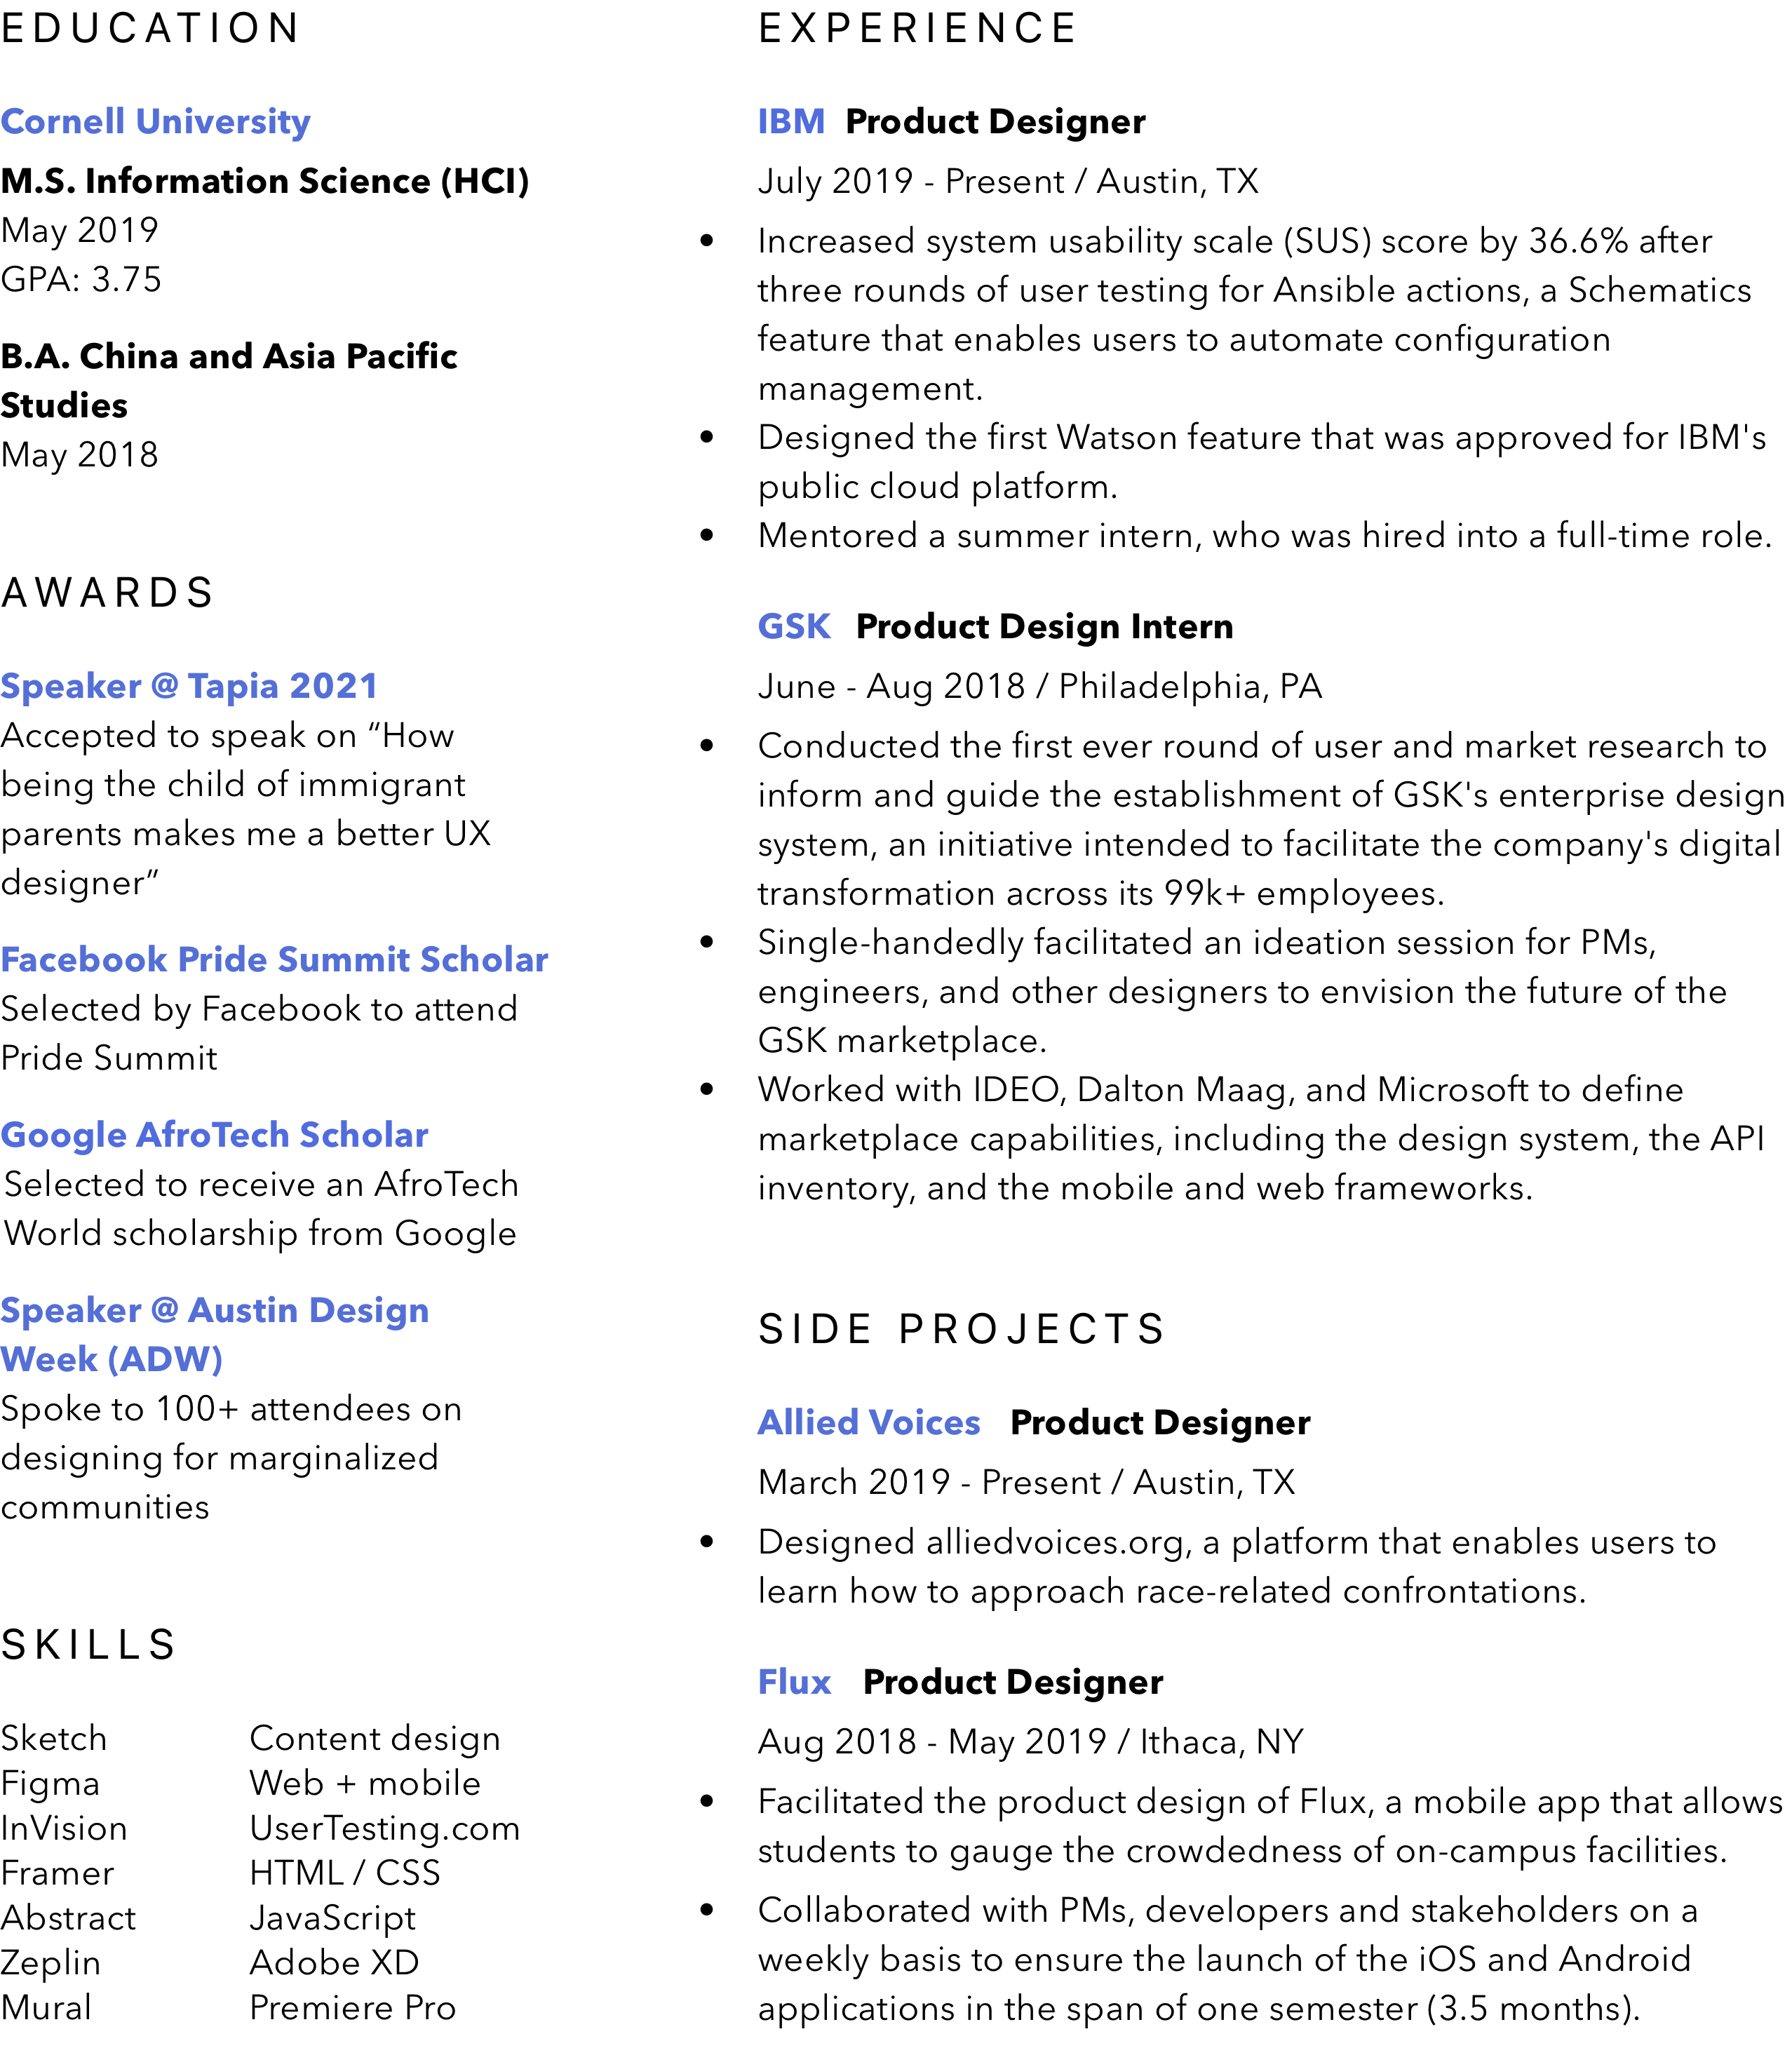 EDUCATION
Cornell University
M.S. Information Science (HCI)
May 2019
GPA: 3.75
B.A. China and Asia Pacific
Studies
May 2018
AWARDS
Speaker @ Tapia 2021
Accepted to speak on “How
being the child of immigrant
parents makes me a better UX
designer”
Facebook Pride Summit Scholar
Selected by Facebook to attend
Pride Summit
Google AfroTech Scholar
Selected to receive an AfroTech
World scholarship from Google
Speaker @ Austin Design
Week (ADW)
Spoke to 100+ attendees on
designing for marginalized
communities
SKILLS
Sketch
Figma
InVision
Framer
Abstract
Zeplin
Mural
Content design
Web + mobile
UserTesting.com
HTML / CSS
JavaScript
Adobe XD
Premiere Pro
EXPERIENCE
IBM Product Designer
July 2019 - Present / Austin, TX
• Increased system usability scale (SUS) score by 36.6% after
three rounds of user testing for Ansible actions, a Schematics
feature that enables users to automate configuration
management.
• Designed the first Watson feature that was approved for IBM's
public cloud platform.
• Mentored a summer intern, who was hired into a full-time role.
GSK Product Design Intern
June - Aug 2018 / Philadelphia, PA
• Conducted the first ever round of user and market research to
inform and guide the establishment of GSK's enterprise design
system, an initiative intended to facilitate the company's digital
transformation across its 99k+ employees.
• Single-handedly facilitated an ideation session for PMs,
engineers, and other designers to envision the future of the
GSK marketplace.
• Worked with IDEO, Dalton Maag, and Microsoft to define
marketplace capabilities, including the design system, the API
inventory, and the mobile and web frameworks.
SIDE PROJECTS
Allied Voices Product Designer
March 2019 - Present / Austin, TX
• Designed alliedvoices.org, a platform that enables users to
learn how to approach race-related confrontations.
Flux Product Designer
Aug 2018 - May 2019 / Ithaca, NY
• Facilitated the product design of Flux, a mobile app that allows
students to gauge the crowdedness of on-campus facilities.
• Collaborated with PMs, developers and stakeholders on a
weekly basis to ensure the launch of the iOS and Android
applications in the span of one semester (3.5 months).